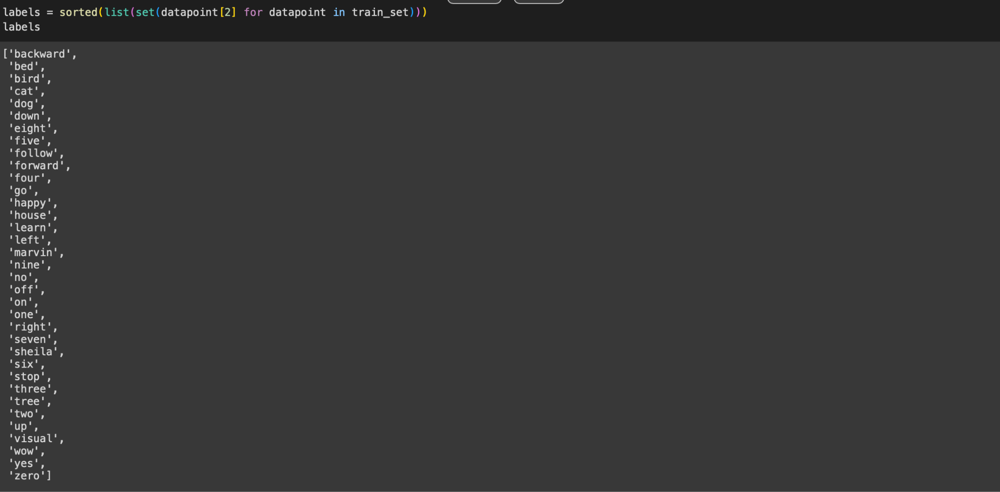 labels = sorted(list(set(datapoint[2] for datapoint in train_set)))
labels
['backward',
 'bed',
 'bird',
 'cat',
 'dog',
 'down',
 'eight',
 'five',
 'follow',
 'forward',
 'four',
 'go',
 'happy',
 'house',
 'learn',
 'left',
 'marvin',
 'nine',
 'no',
 'off',
 'on',
 'one',
 'right',
 'seven',
 'sheila',
 'six',
 'stop',
 'three',
 'tree',
 'two',
 'up',
 'visual',
 'wow',
 'yes',
 'zero']